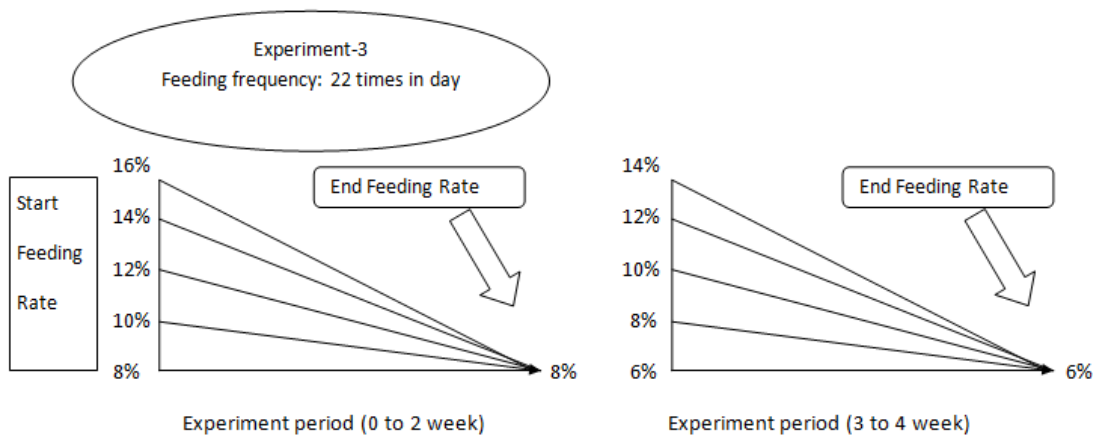 Experiment-3
Feeding frequency: 22 times in day
Start
Feeding
Rate
16%
14%
12%
10%
8%
End Feeding Rate
8%
Experiment period (0 to 2 week)
14%
12%
10%
8%
6%
End Feeding Rate
6%
Experiment period (3 to 4 week)